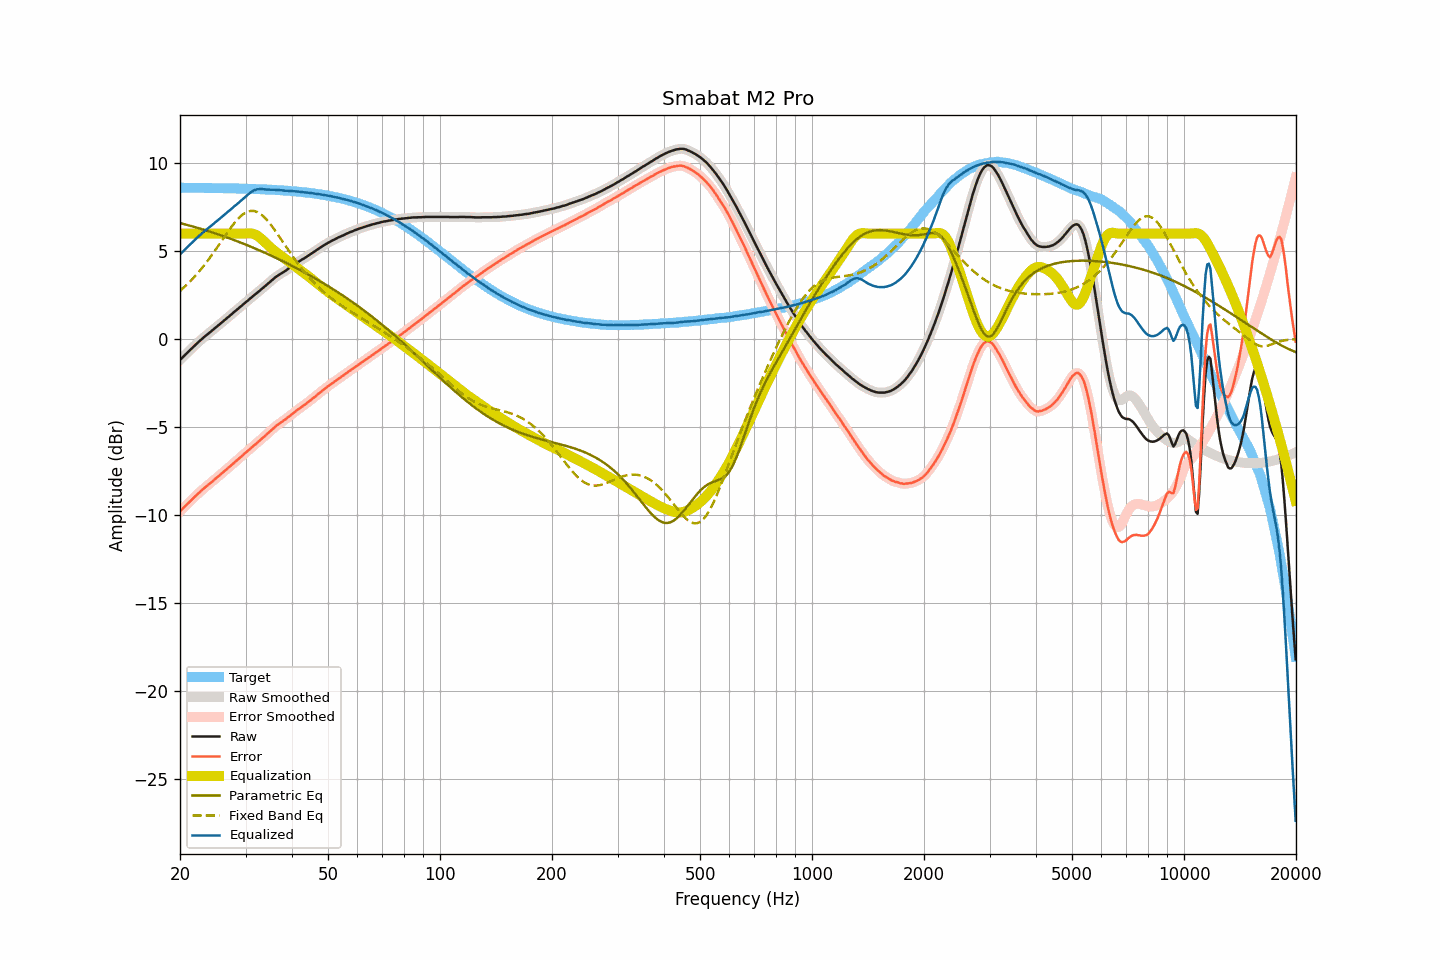 Smabat M2 Pro
Amplitude (dBr)
10
5
0
−5
−10
−15
−20
−25
Target
Raw Smoothed
Error Smoothed
Raw
Error
Equalization
Parametric Eq
Fixed Band Eq
Equalized
20 50 100 200 500 1000 2000 5000 10000 20000
Frequency (Hz)